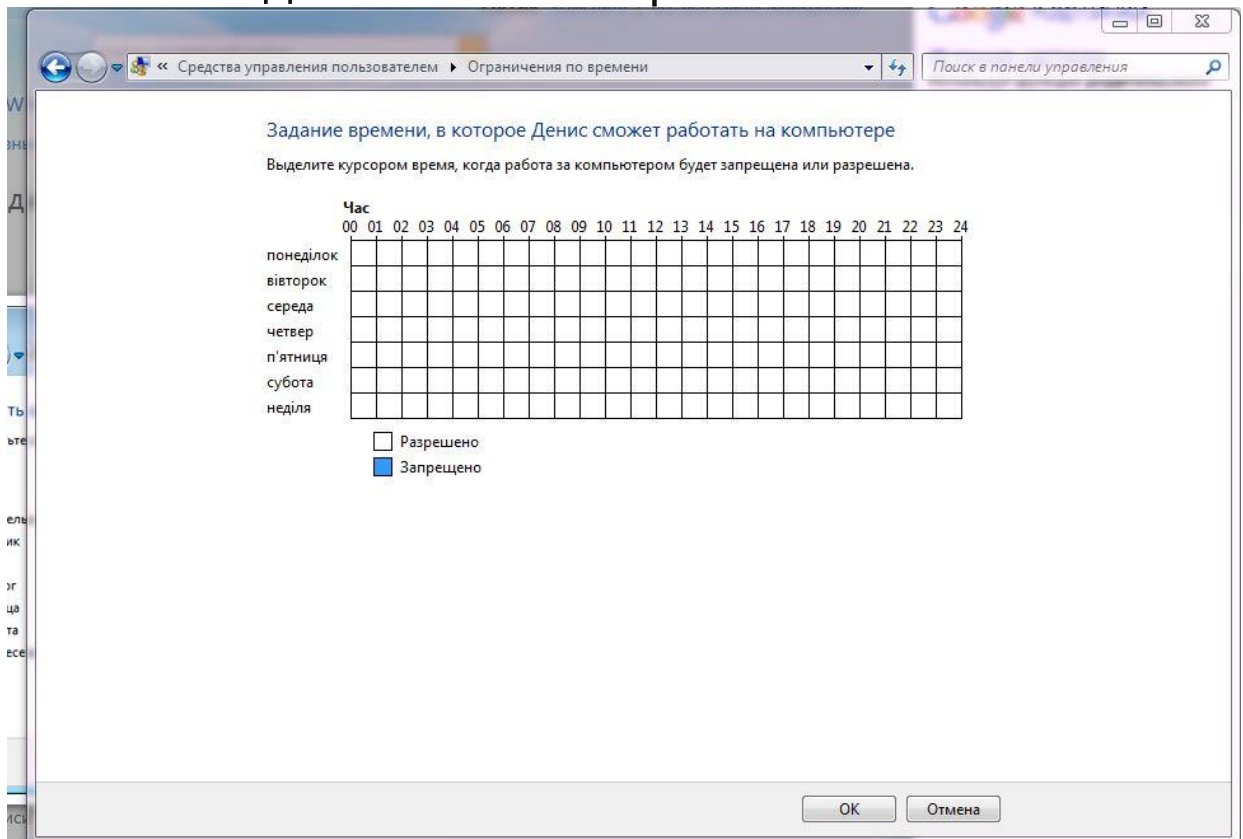 « Средства управления пользователем ▸ Ограничения по времени
Поиск в панели управления
Задание времени, в которое Денис сможет работать на компьютере
Выделите курсором время, когда работа за компьютером будет запрещена или разрешена.
Час
00 01 02 03 04 05 06 07 08 09 10 11 12 13 14 15 16 17 18 19 20 21 22 23 24
понеділок
вівторок
середа
четвер
п'ятниця
субота
неділя
Разрешено
Запрещено
ОК
Отмена